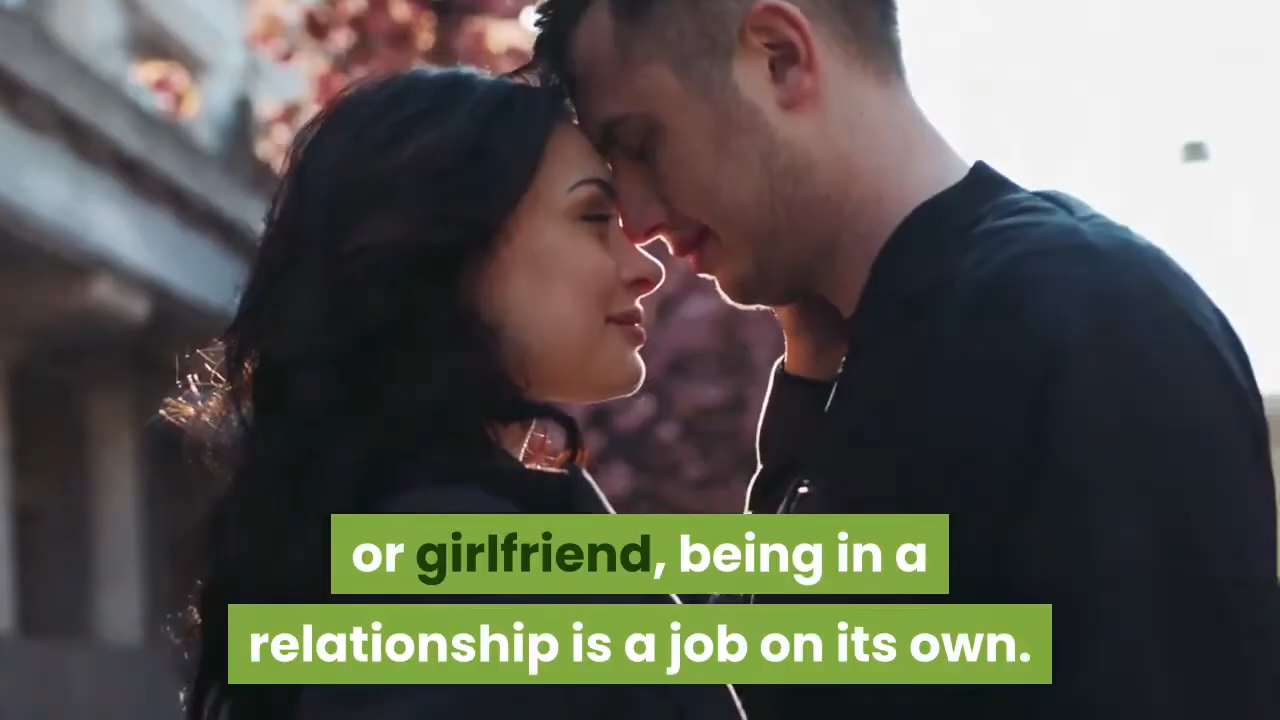 or girlfriend, being in a
relationship is a job on its own.